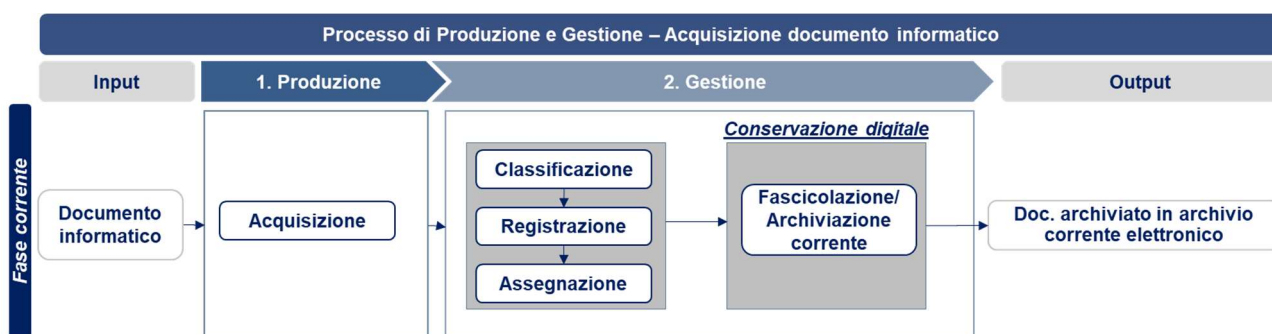 Processo di Produzione e Gestione – Acquisizione documento informatico
Input
1. Produzione
2. Gestione
Output
Fase corrente
Documento
informatico
Acquisizione
Classificazione
Registrazione
Assegnazione
Conservazione digitale
Fascicolazione/
Archiviazione
corrente
Doc. archiviato in archivio
corrente elettronico